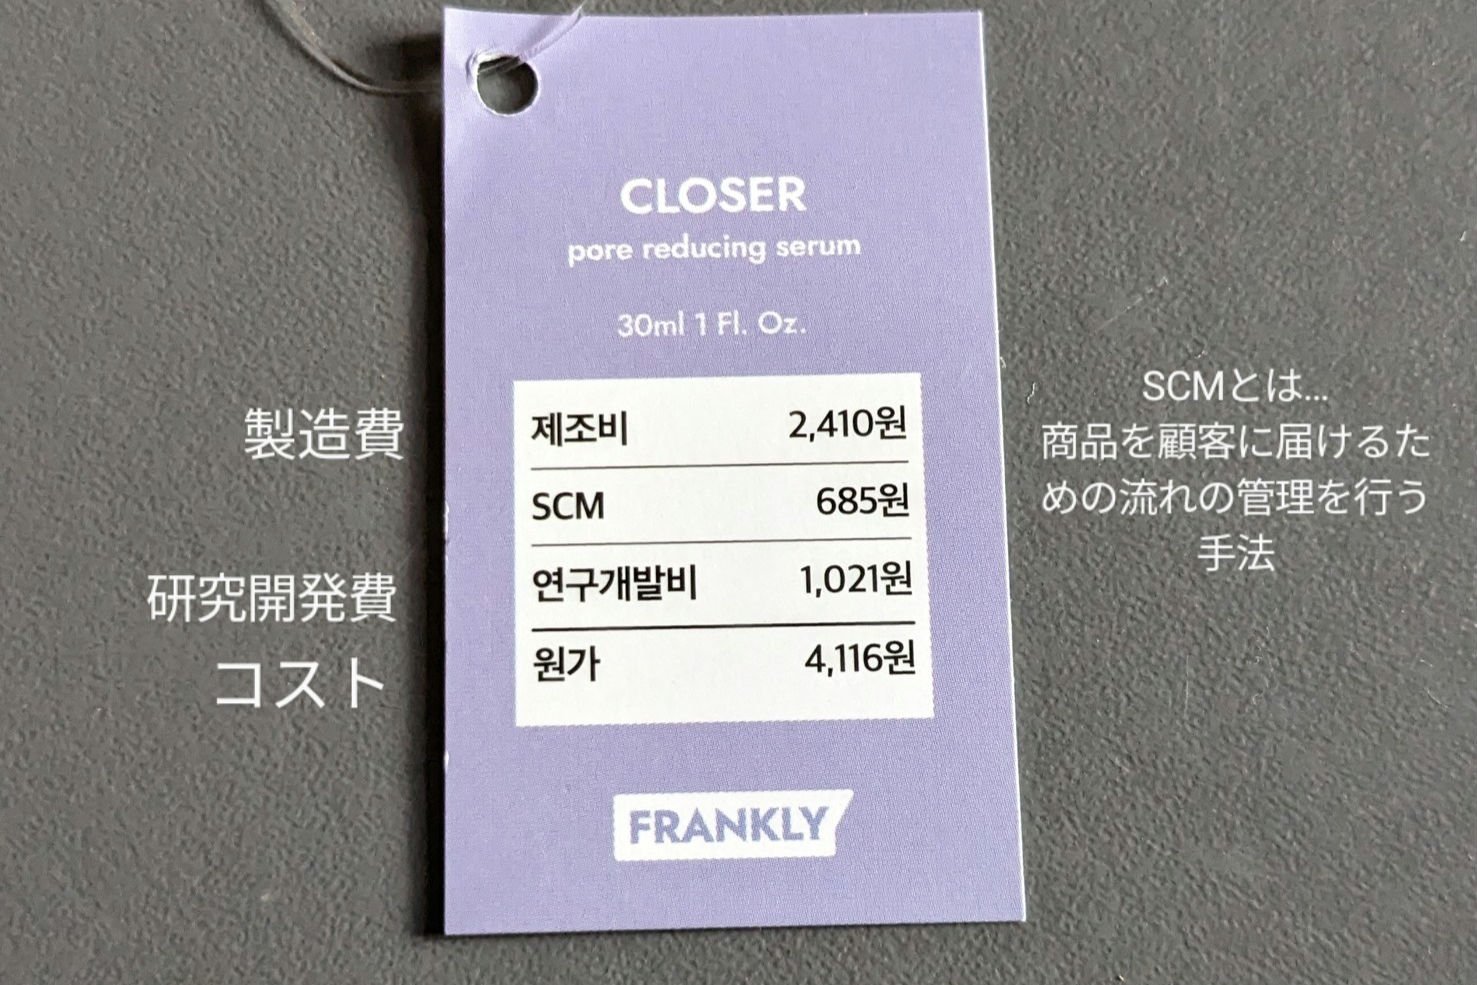 CLOSER
pore reducing serum
30ml 1 Fl. Oz.
製造費
제조비 2,410원
SCM 685원
研究開発費
연구개발비 1,021원
コスト
원가 4,116원
FRANKLY
SCMとは...
商品を顧客に届けるた
めの流れの管理を行う
手法